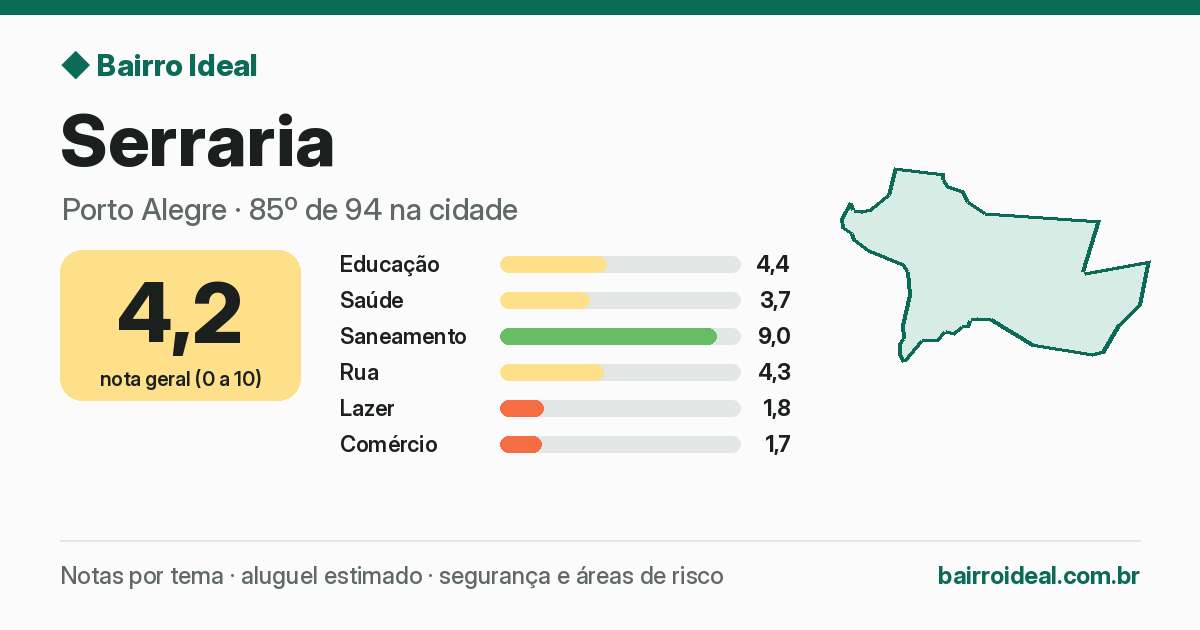 Bairro Ideal
Serraria
Porto Alegre · 85º de 94 na cidade
4,2
nota geral (0 a 10)
Educação 4,4
Saúde 3,7
Saneamento 9,0
Rua 4,3
Lazer 1,8
Comércio 1,7
Notas por tema · aluguel estimado · segurança e áreas de risco
bairroideal.com.br